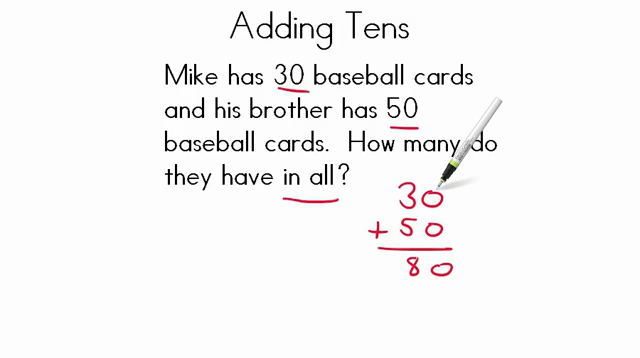 Adding Tens
Mike has 30 baseball cards
and his brother has 50
baseball cards. How many do
they have in all?
30
+ 50
80